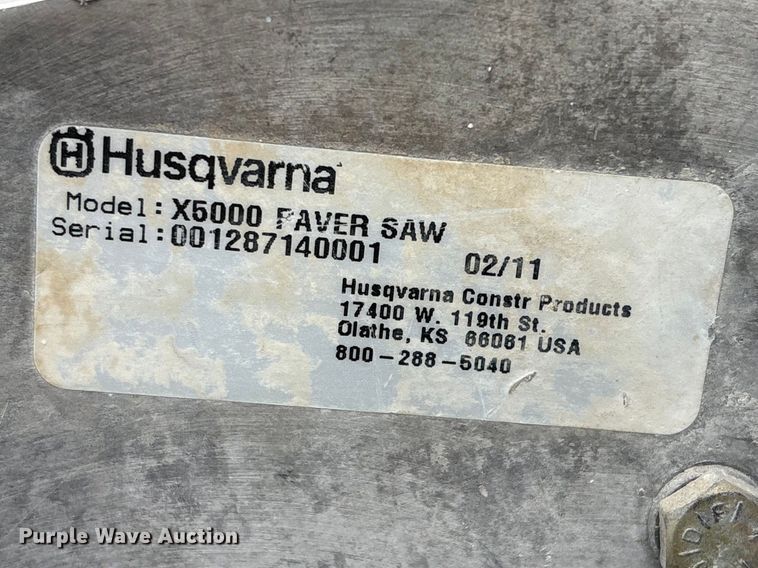 Husqvarna
Model: X5000 PAVER SAW
Serial: 001287140001 02/11
Husqvarna Constr Products
17400 W. 119th St.
Olathe, KS 66061 USA
800-288-5040
Purple Wave Auction